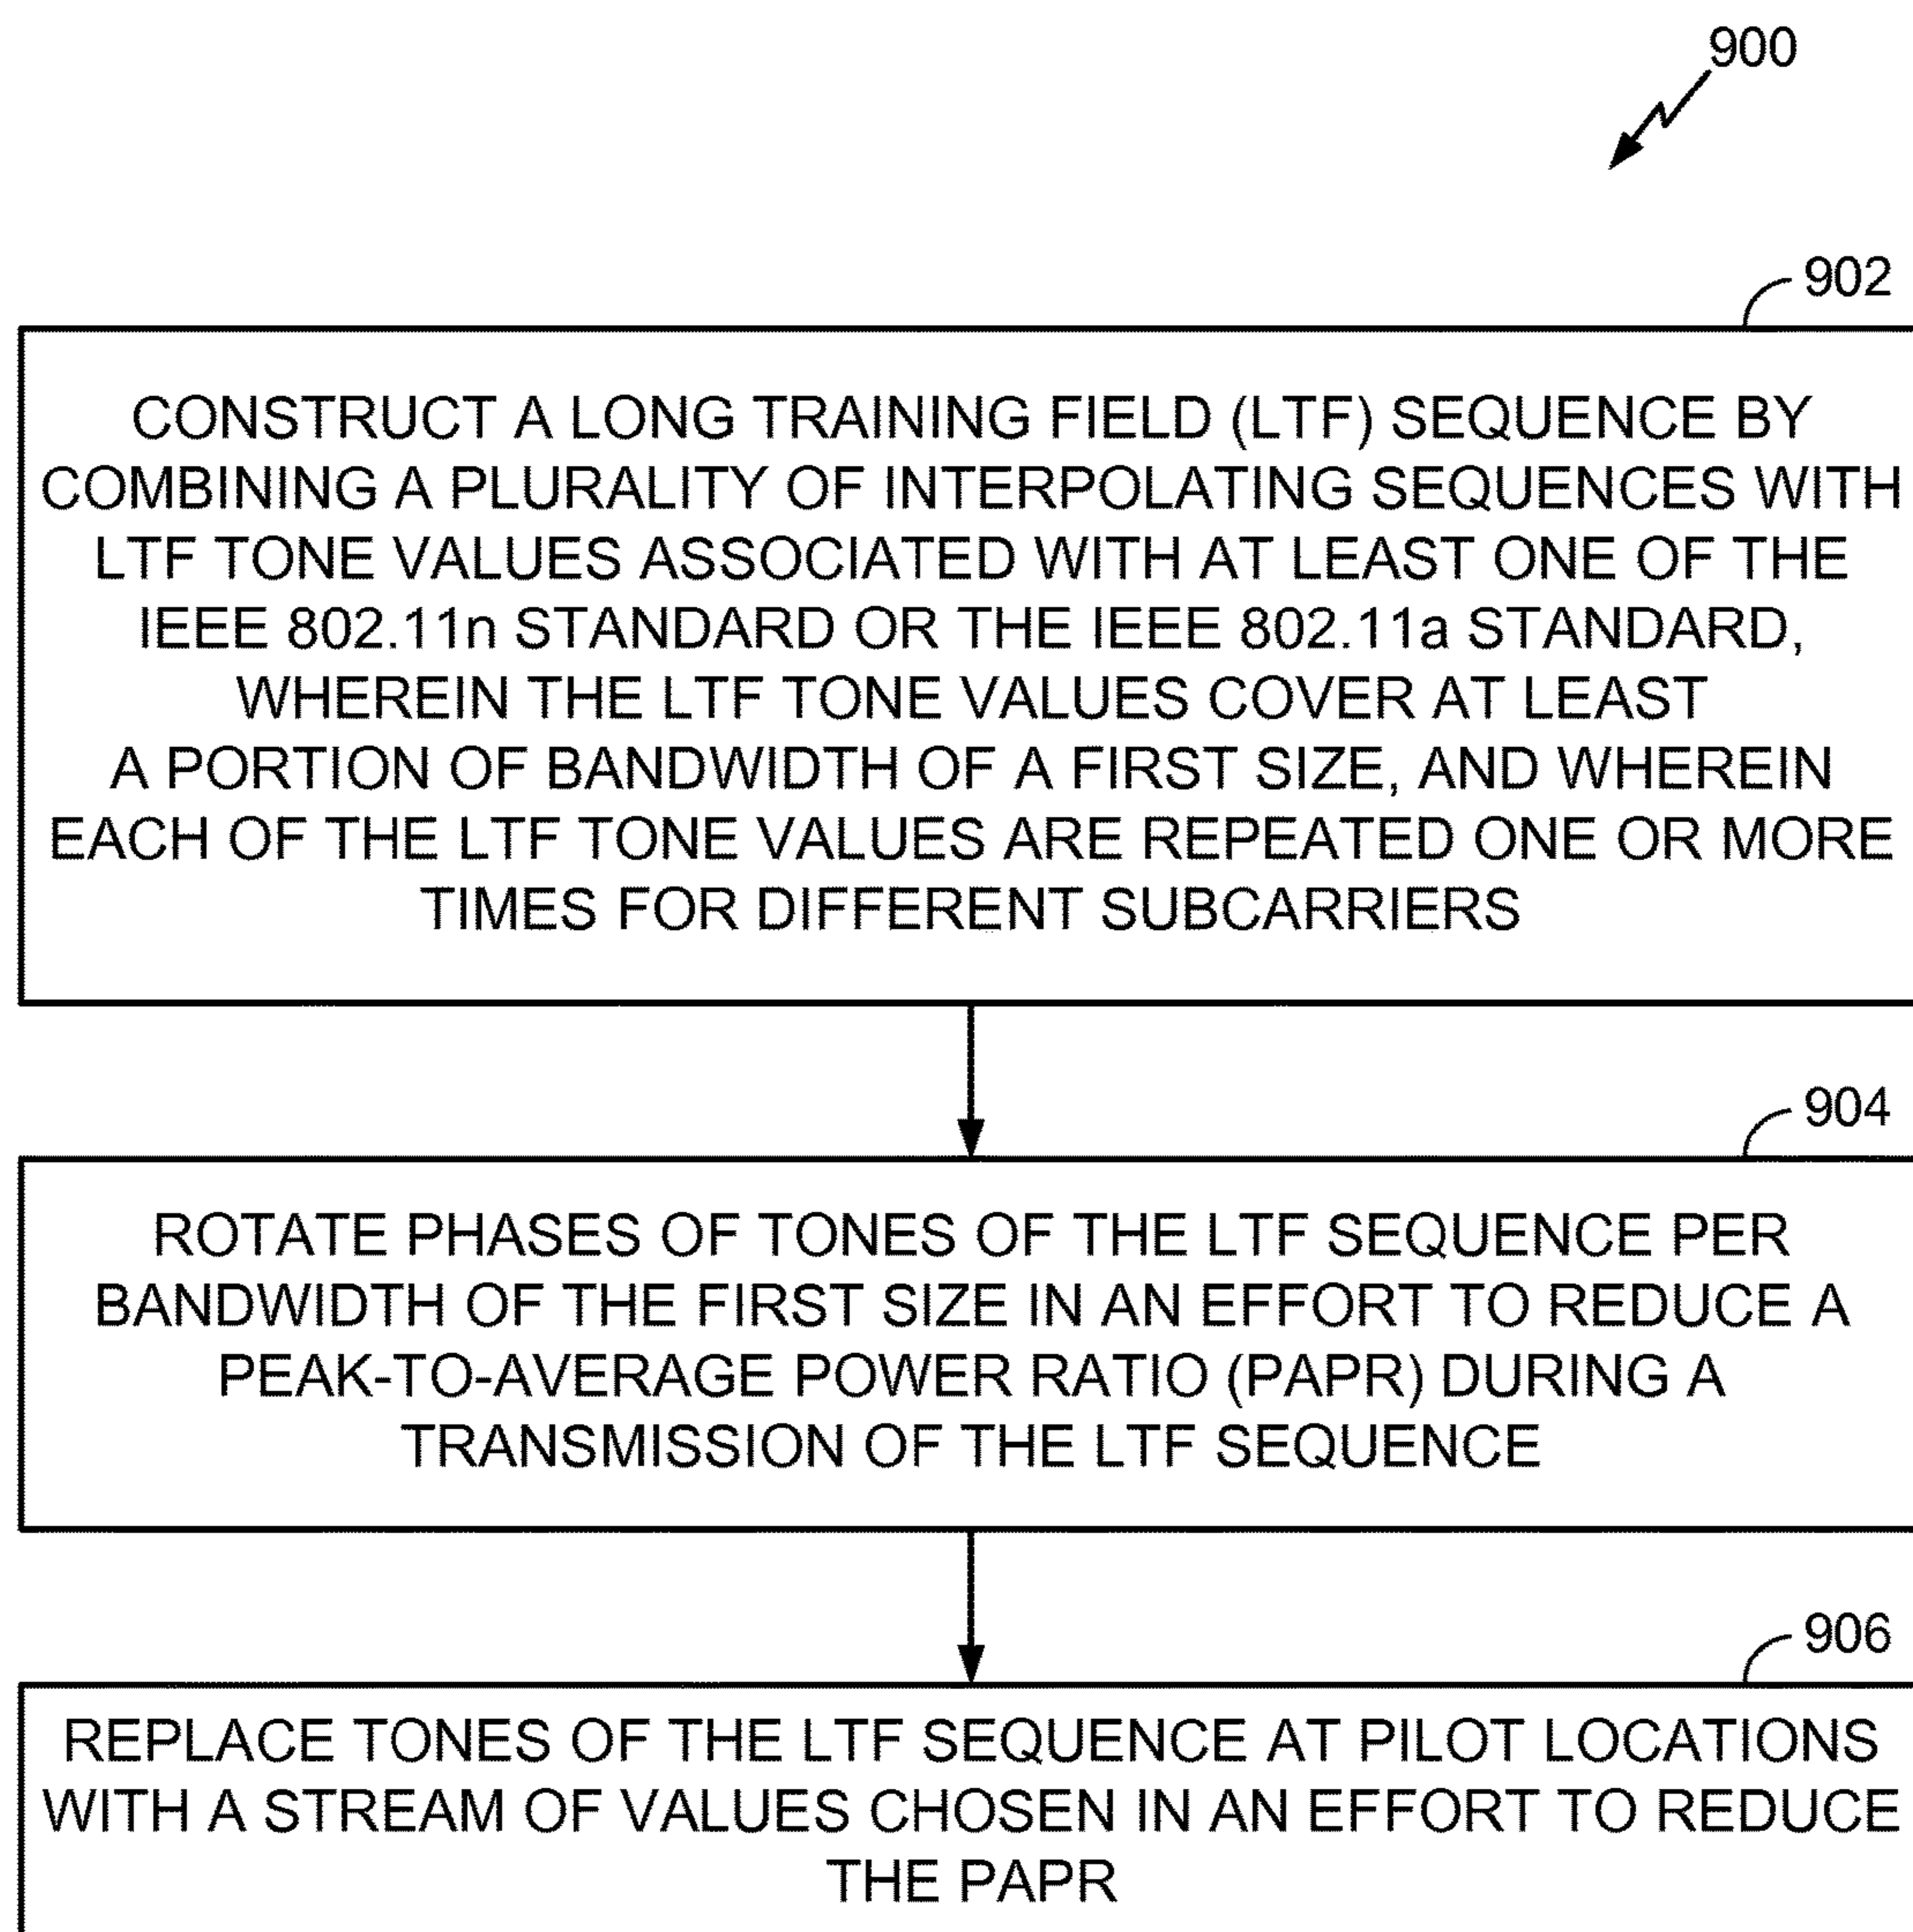 900
902
CONSTRUCT A LONG TRAINING FIELD (LTF) SEQUENCE BY
COMBINING A PLURALITY OF INTERPOLATING SEQUENCES WITH
LTF TONE VALUES ASSOCIATED WITH AT LEAST ONE OF THE
IEEE 802.11n STANDARD OR THE IEEE 802.11a STANDARD,
WHEREIN THE LTF TONE VALUES COVER AT LEAST
A PORTION OF BANDWIDTH OF A FIRST SIZE, AND WHEREIN
EACH OF THE LTF TONE VALUES ARE REPEATED ONE OR MORE
TIMES FOR DIFFERENT SUBCARRIERS
904
ROTATE PHASES OF TONES OF THE LTF SEQUENCE PER
BANDWIDTH OF THE FIRST SIZE IN AN EFFORT TO REDUCE A
PEAK-TO-AVERAGE POWER RATIO (PAPR) DURING A
TRANSMISSION OF THE LTF SEQUENCE
906
REPLACE TONES OF THE LTF SEQUENCE AT PILOT LOCATIONS
WITH A STREAM OF VALUES CHOSEN IN AN EFFORT TO REDUCE
THE PAPR